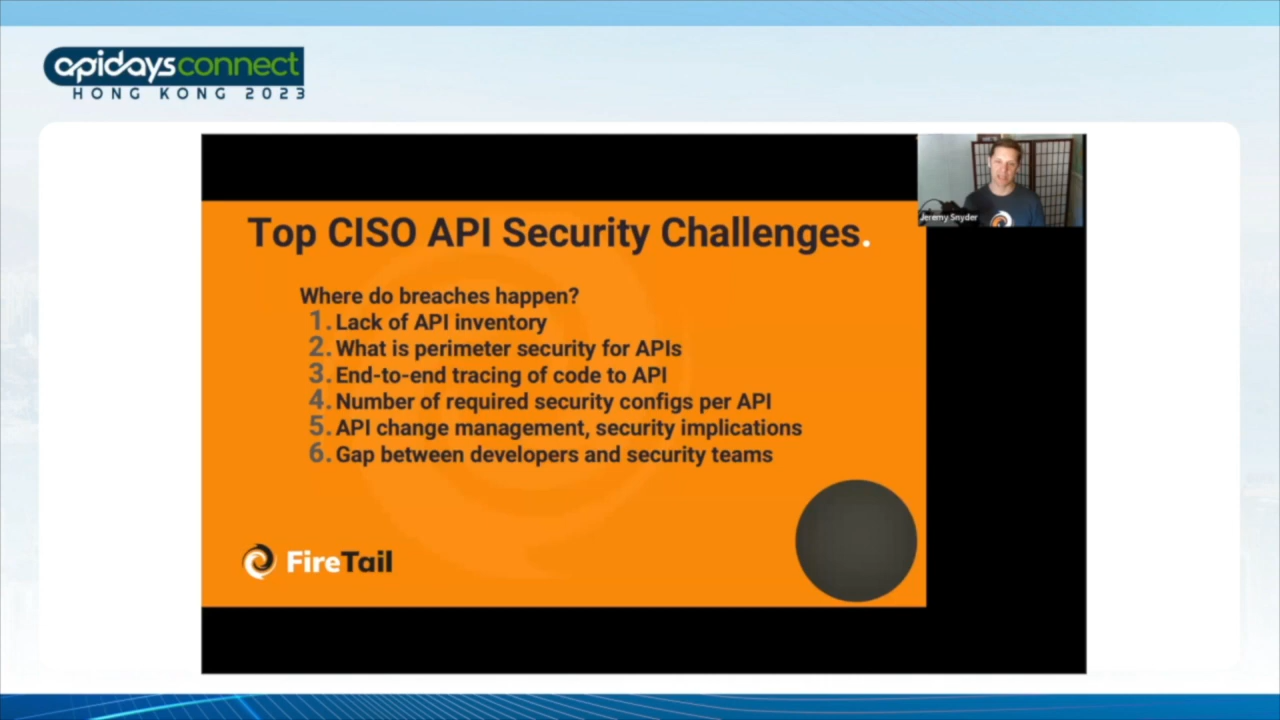 apidays connect
HONG KONG 2023
Jeremy Snyder
Top CISO API Security Challenges.
Where do breaches happen?
1. Lack of API inventory
2. What is perimeter security for APIs
3. End-to-end tracing of code to API
4. Number of required security configs per API
5. API change management, security implications
6. Gap between developers and security teams
FireTail